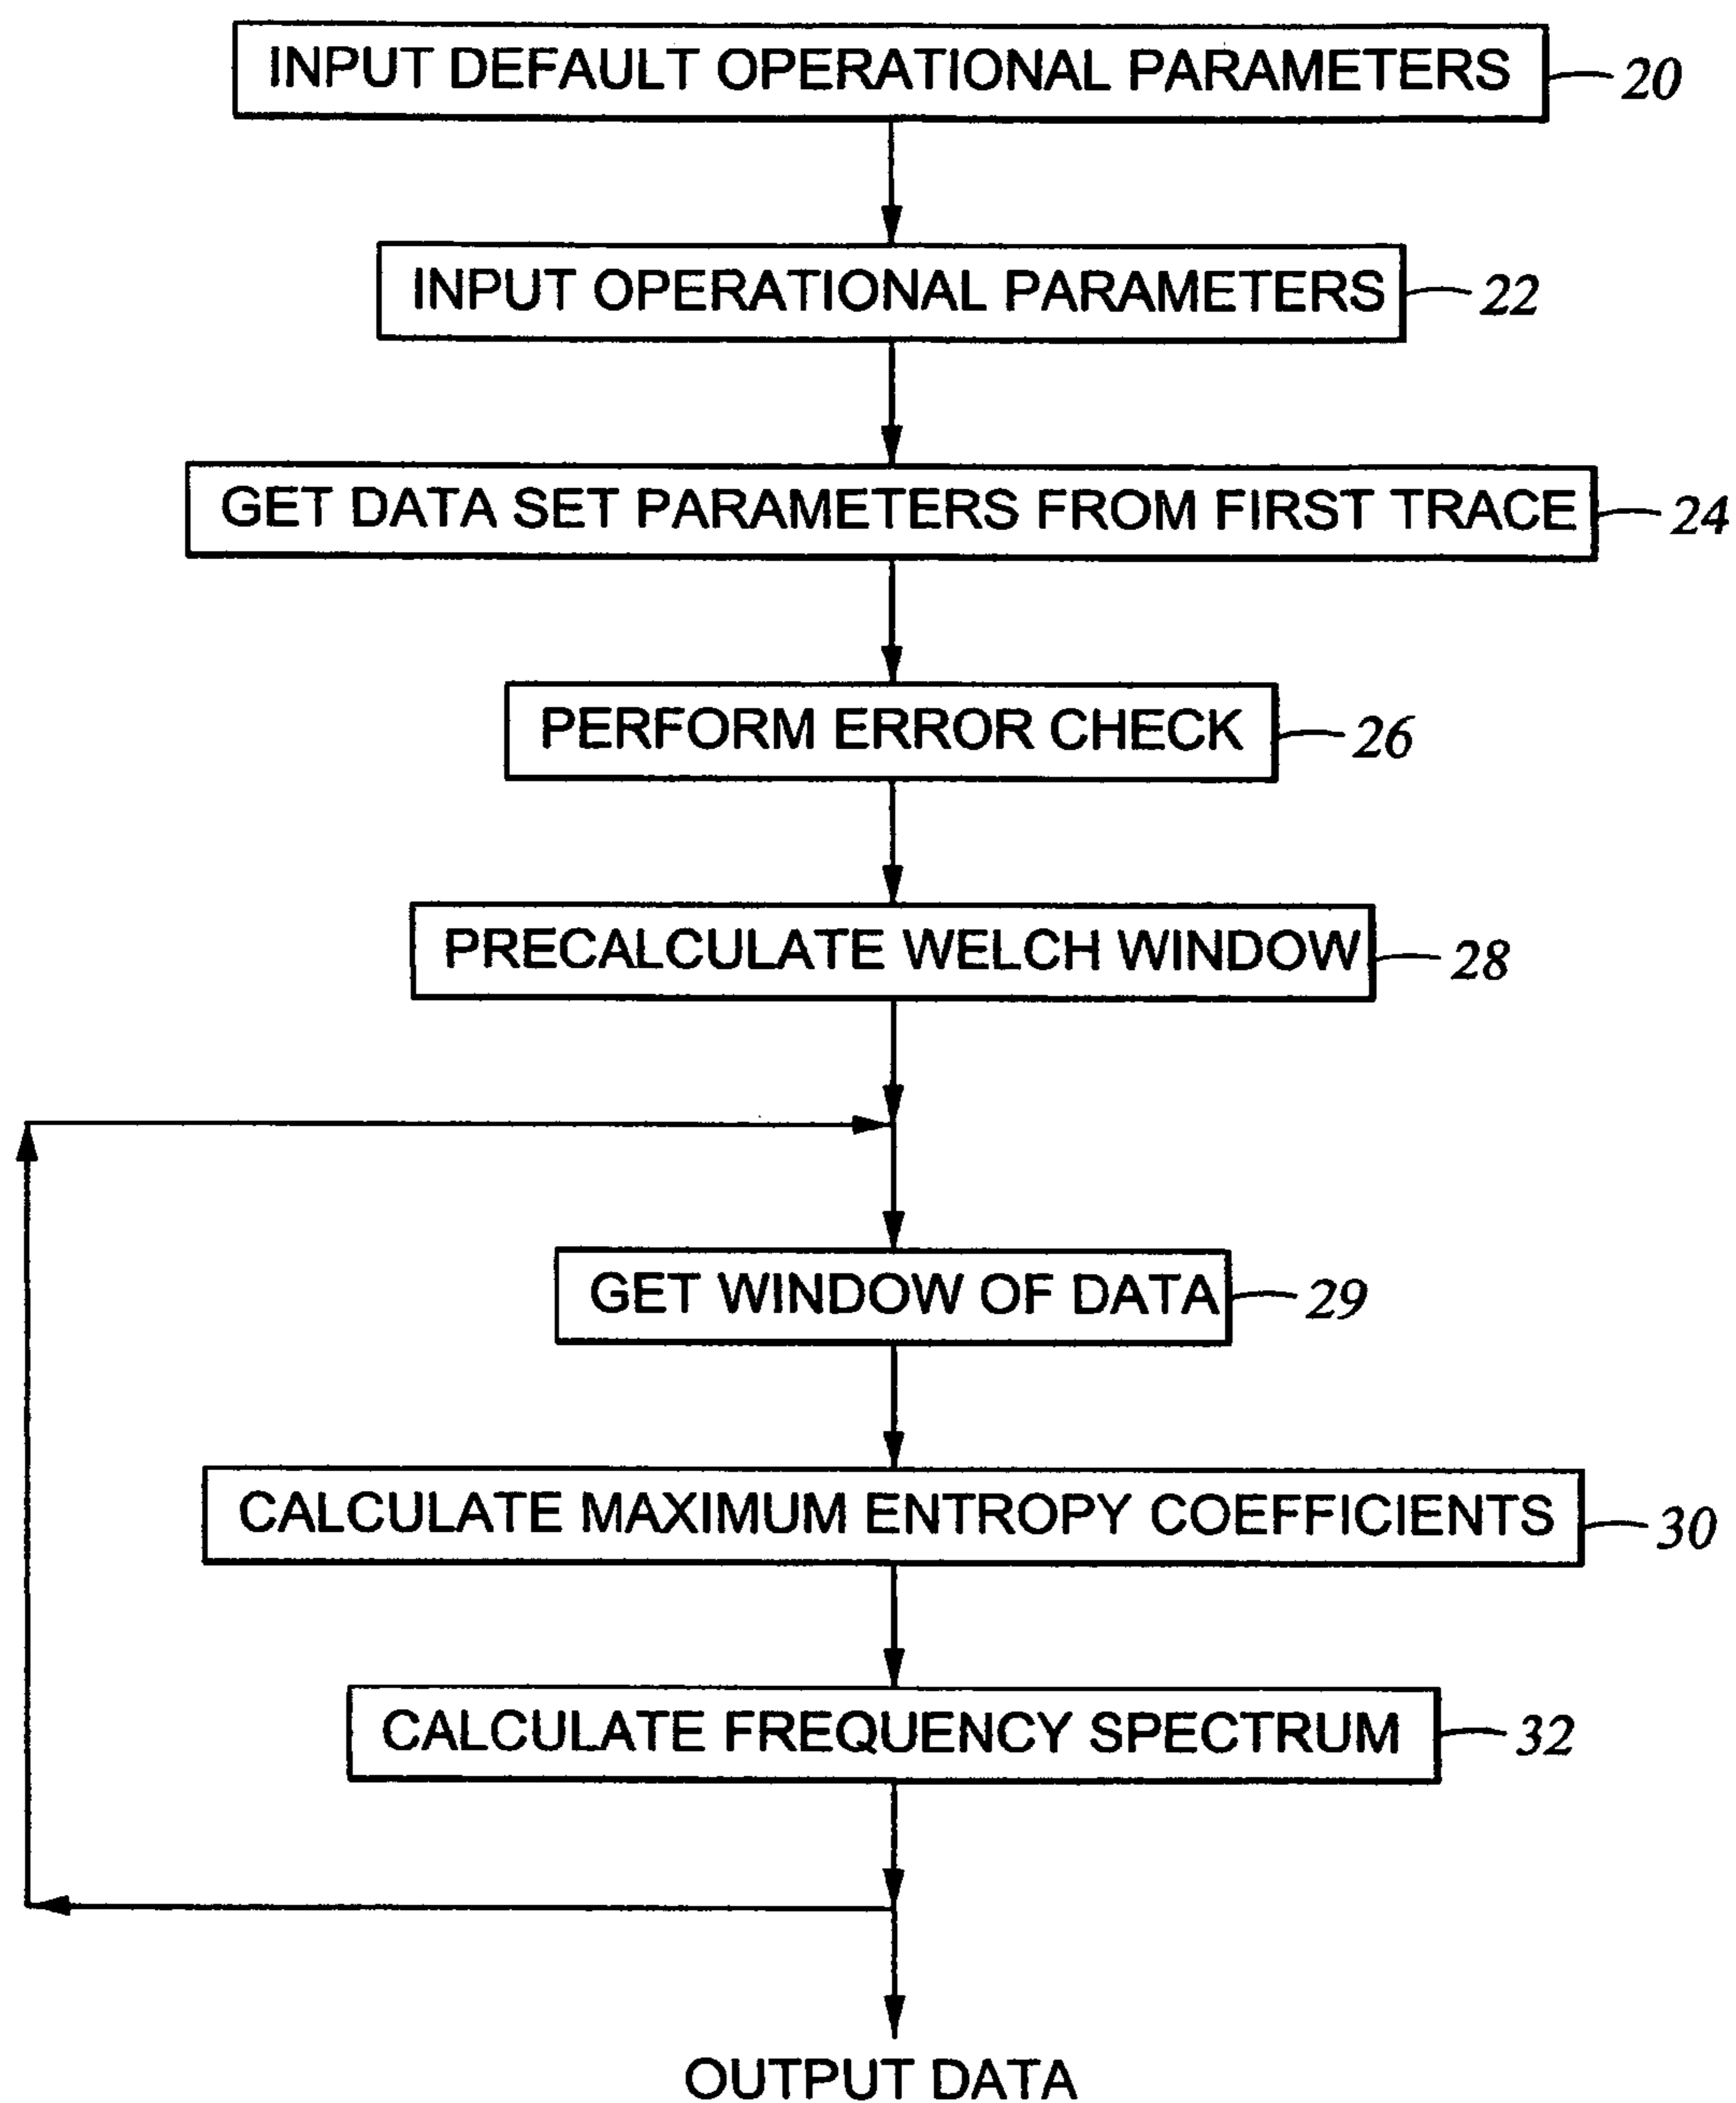 INPUT DEFAULT OPERATIONAL PARAMETERS 20
INPUT OPERATIONAL PARAMETERS 22
GET DATA SET PARAMETERS FROM FIRST TRACE 24
PERFORM ERROR CHECK 26
PRECALCULATE WELCH WINDOW 28
GET WINDOW OF DATA 29
CALCULATE MAXIMUM ENTROPY COEFFICIENTS 30
CALCULATE FREQUENCY SPECTRUM 32
OUTPUT DATA